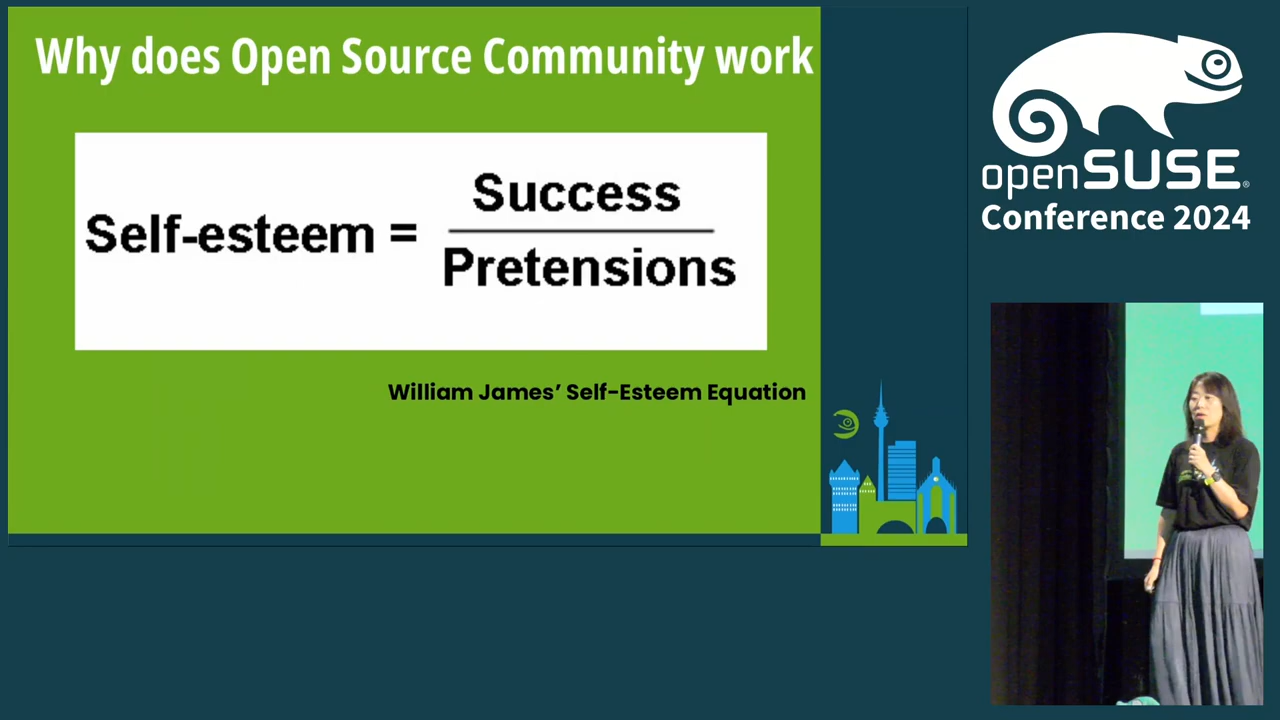 Why does Open Source Community work
Self-esteem = Success
Pretensions
William James’ Self-Esteem Equation
openSUSE®
Conference 2024